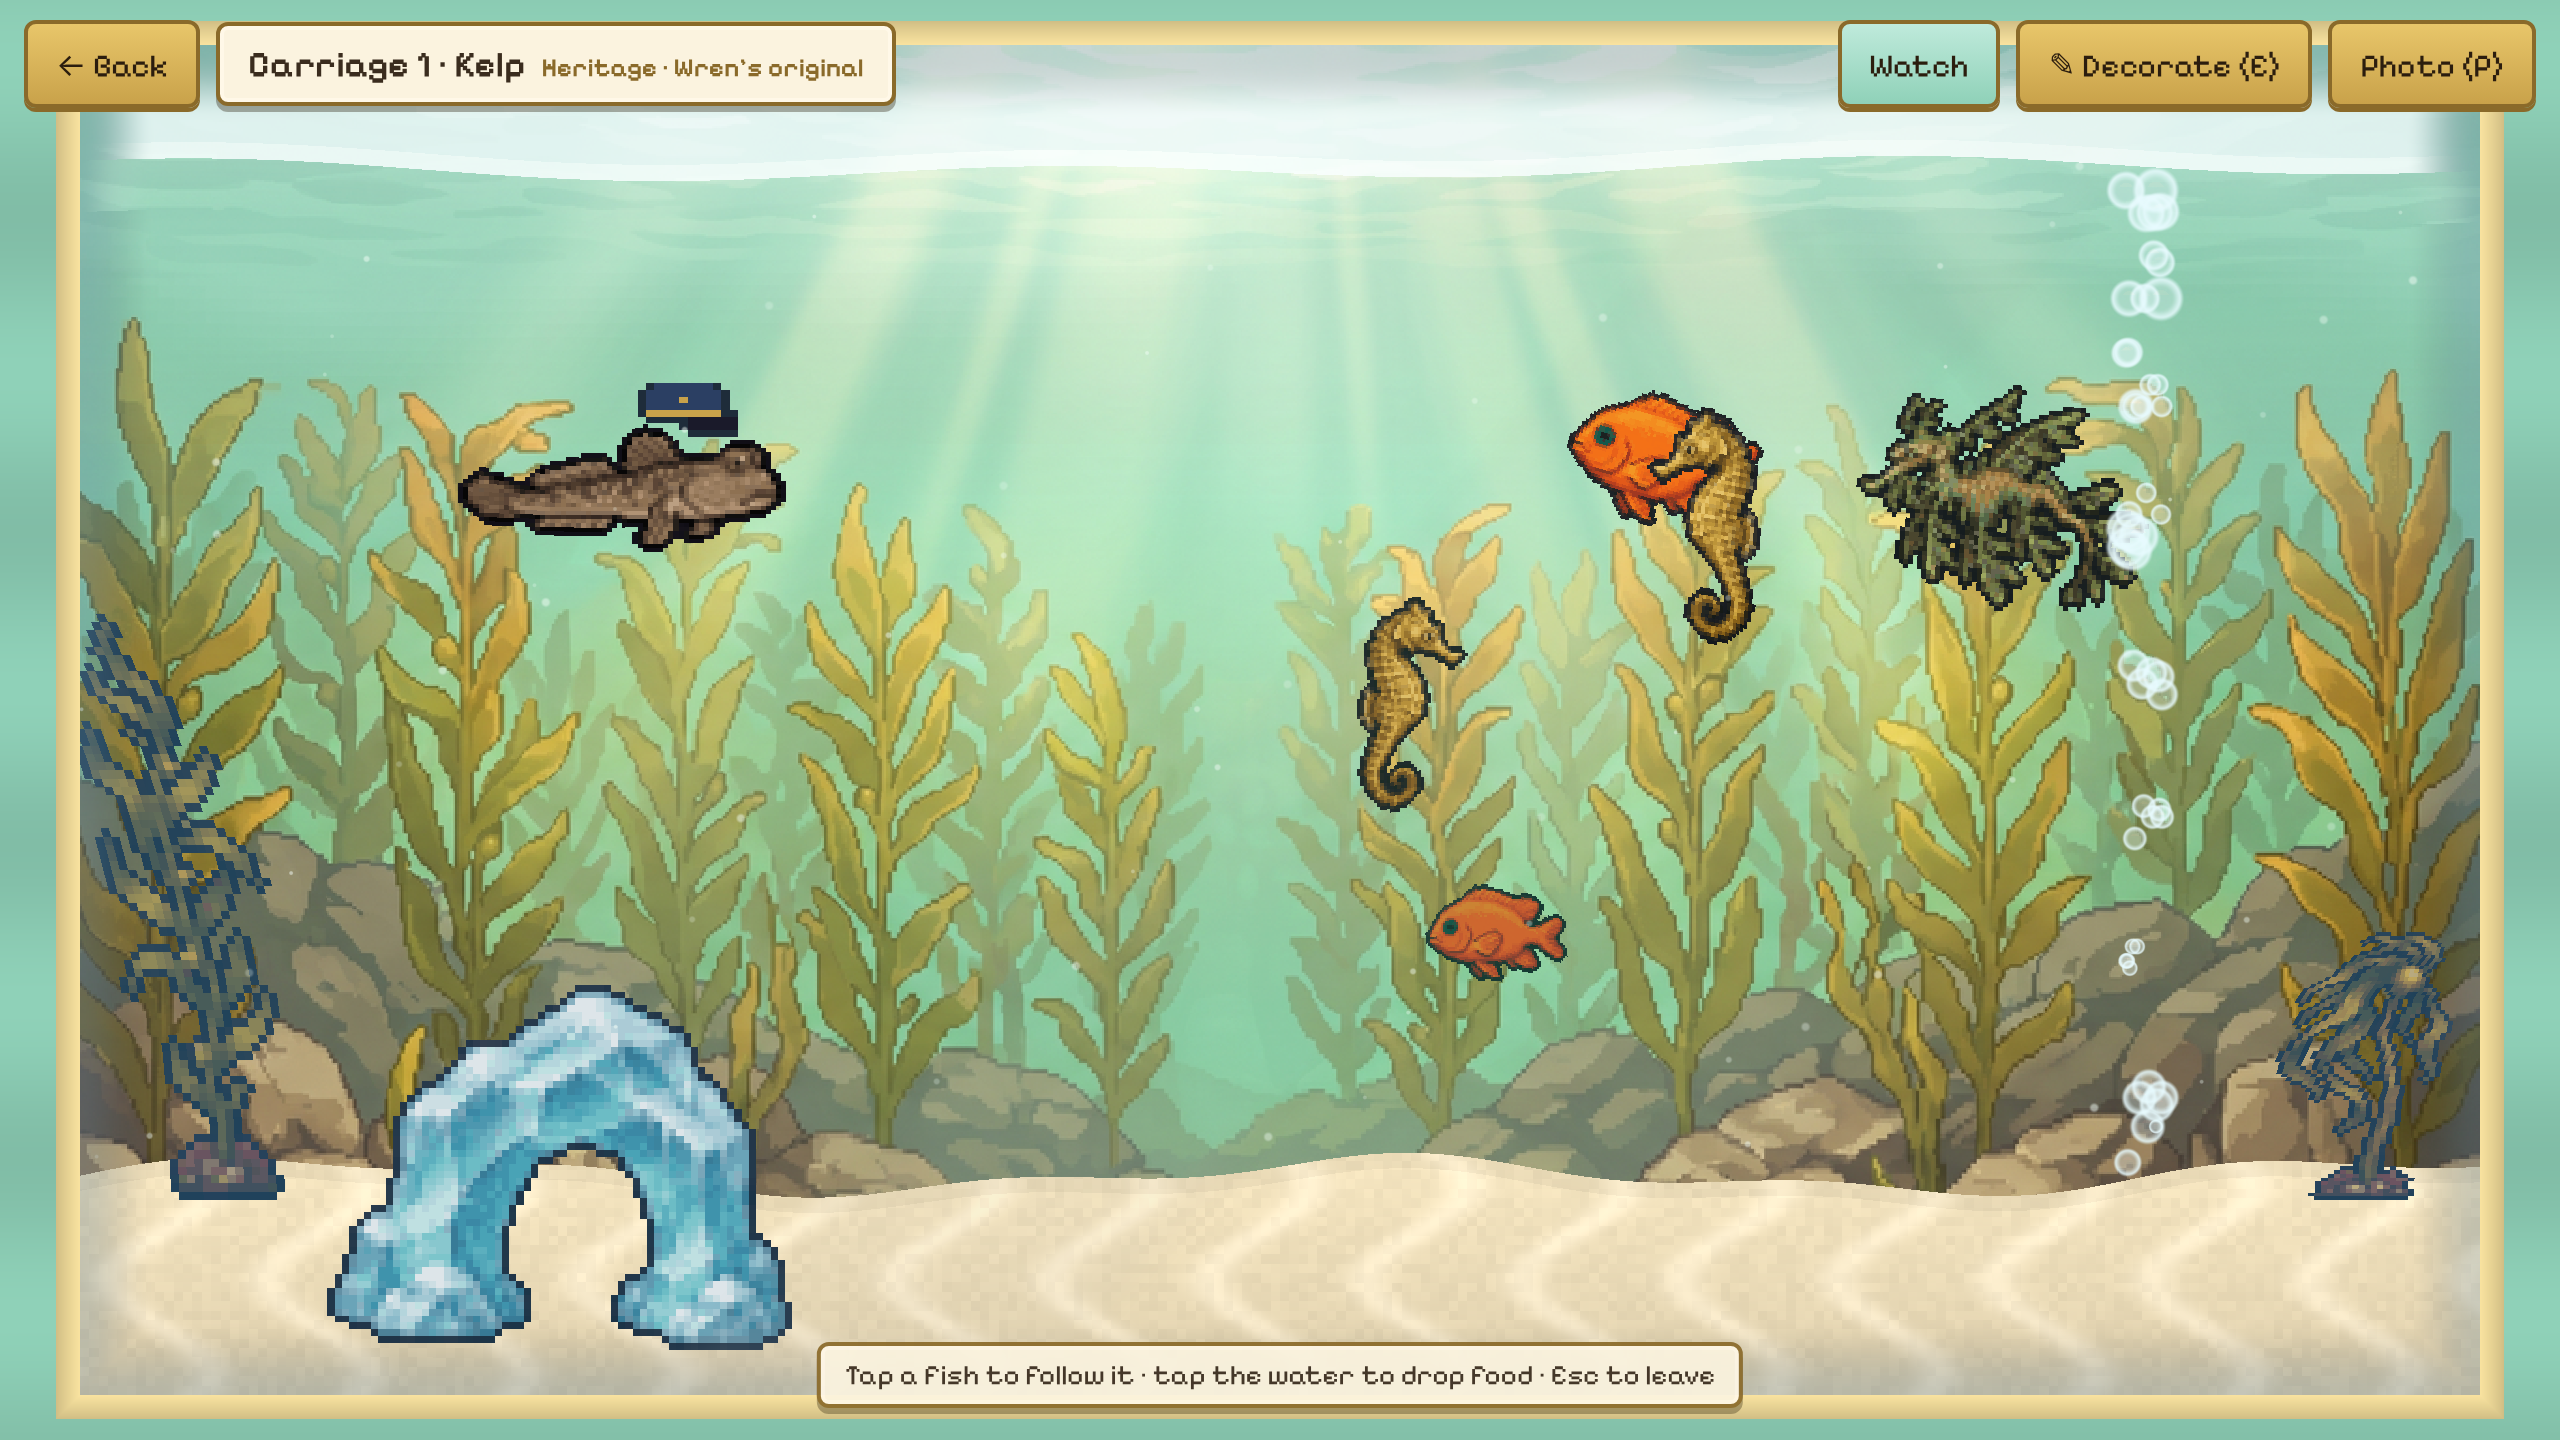 ← Back
Carriage 1 · Kelp Heritage · Wren's original
Watch
✎ Decorate (E)
Photo (P)
Tap a fish to follow it · tap the water to drop food · Esc to leave